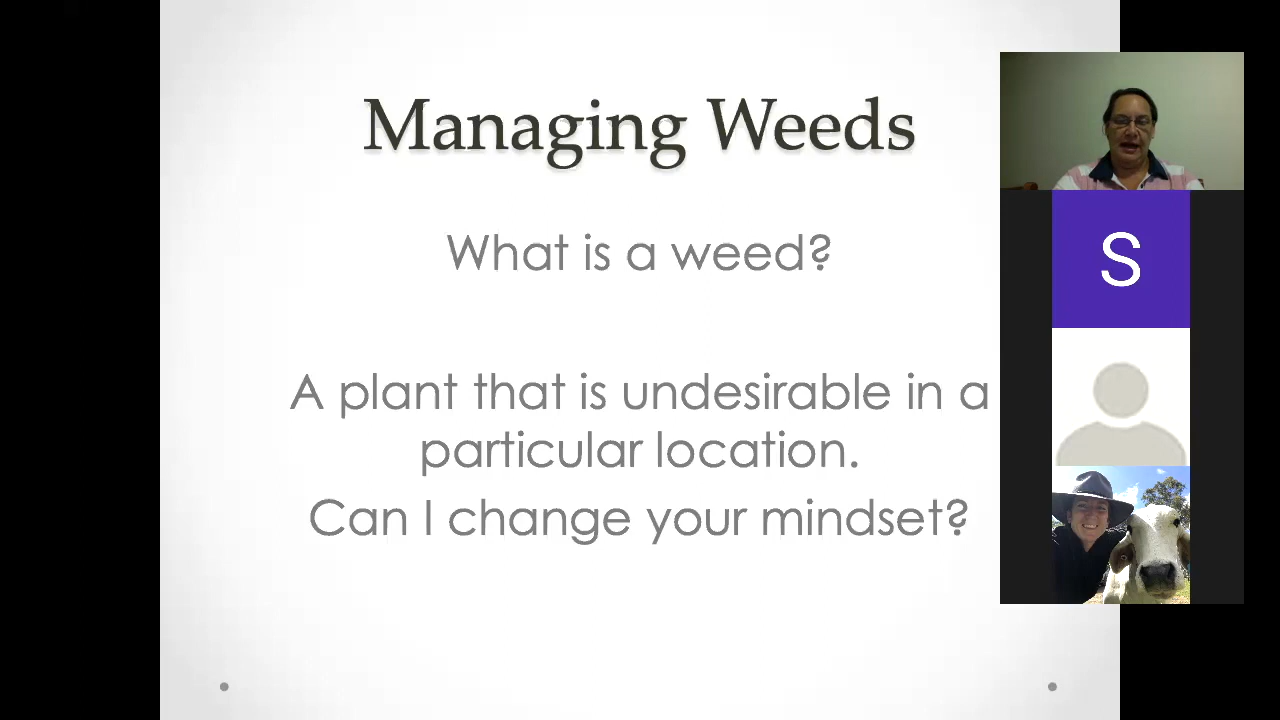 Managing Weeds
What is a weed?
A plant that is undesirable in a
particular location.
Can I change your mindset?
S